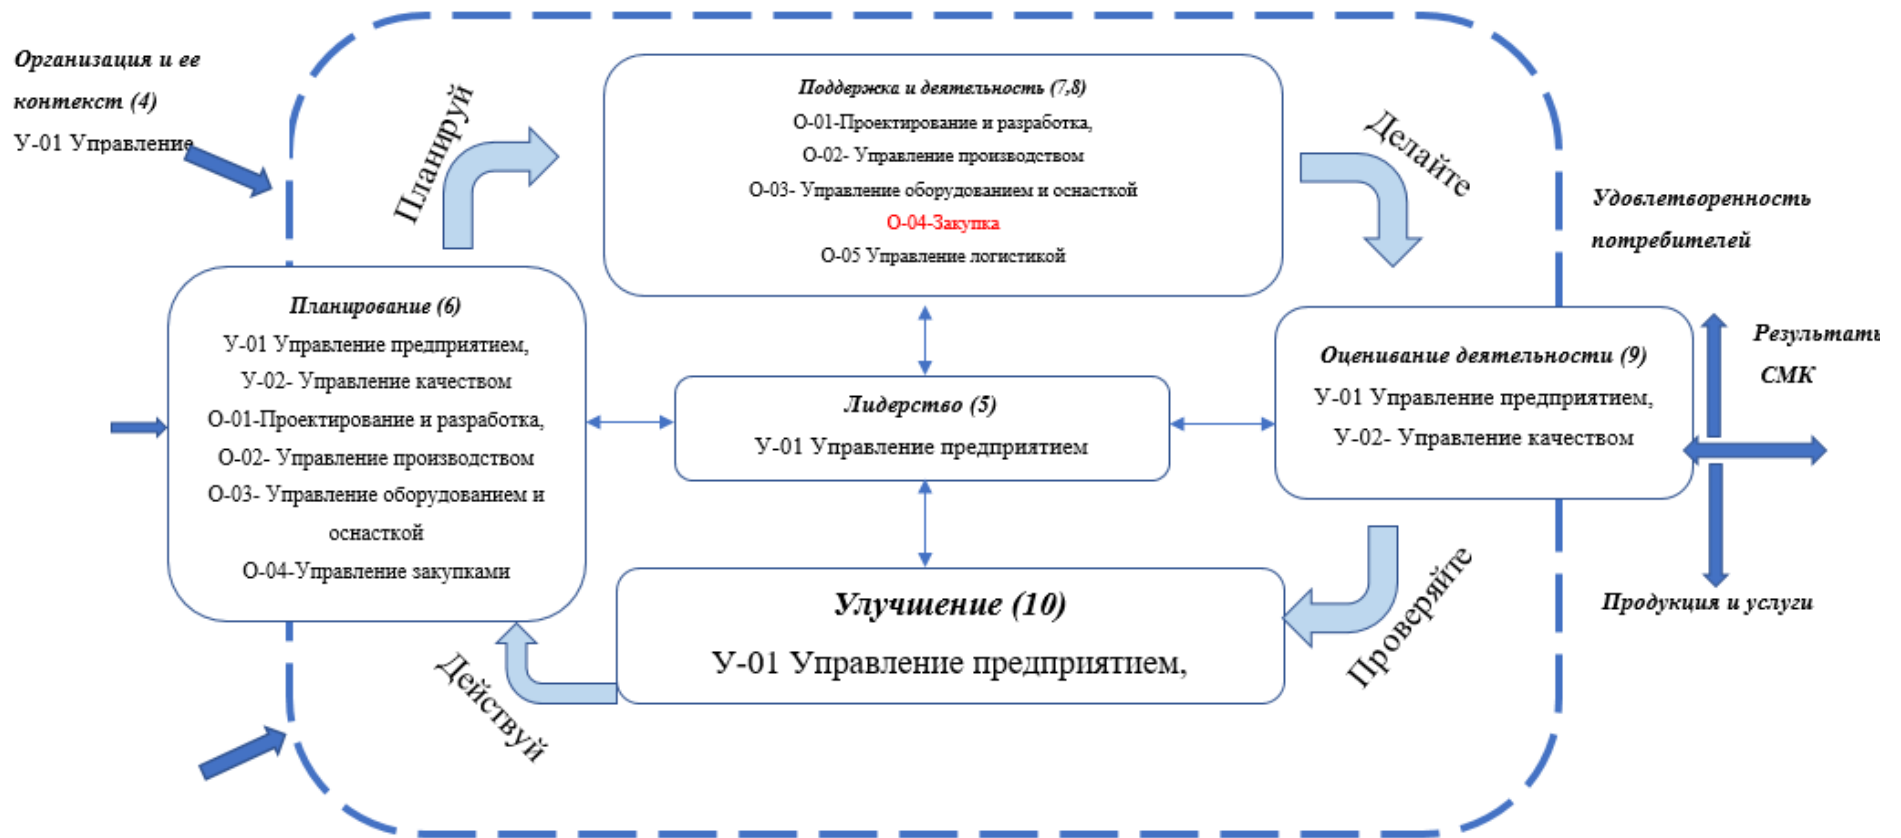 Организация и ее
контекст (4)
У-01 Управление
Планируй
Поддержка и деятельность (7,8)
О-01-Проектирование и разработка,
О-02- Управление производством
О-03- Управление оборудованием и оснасткой
О-04-Закупка
О-05 Управление логистикой
Делайте
Удовлетворенность
потребителей
Планирование (6)
У-01 Управление предприятием,
У-02- Управление качеством
О-01-Проектирование и разработка,
О-02- Управление производством
О-03- Управление оборудованием и
оснасткой
О-04-Управление закупками
Лидерство (5)
У-01 Управление предприятием
Оценивание деятельности (9)
У-01 Управление предприятием,
У-02- Управление качеством
Результаты
СМК
Продукция и услуги
Проверяйте
Улучшение (10)
У-01 Управление предприятием,
Действуй